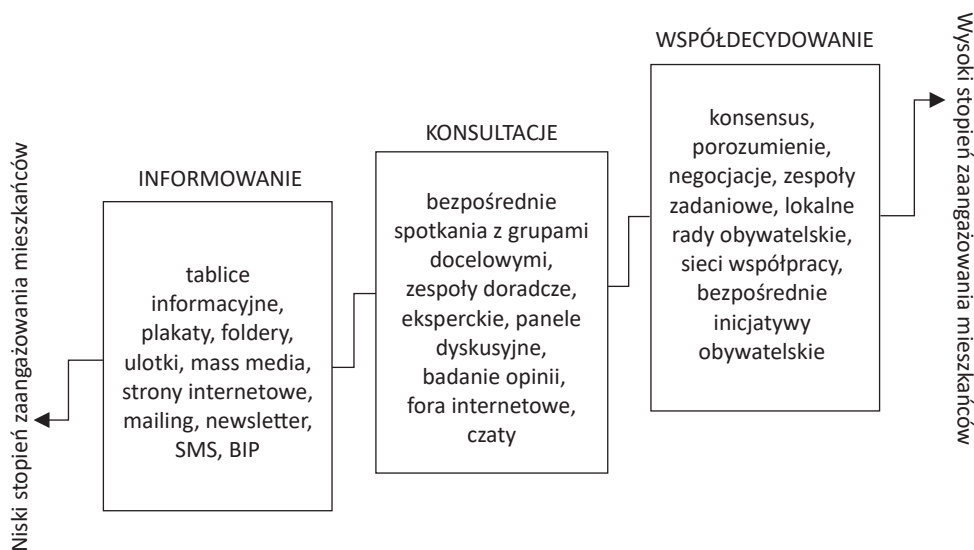 Niski stopień zaangażowania mieszkańców
INFORMOWANIE
tablice
informacyjne,
plakaty, foldery,
ulotki, mass media,
strony internetowe,
mailing, newsletter,
SMS, BIP
KONSULTACJE
bezpośrednie
spotkania z grupami
docelowymi,
zespoły doradcze,
eksperckie, panele
dyskusyjne,
badanie opinii,
fora internetowe,
czaty
WSPÓŁDECYDOWANIE
konsensus,
porozumienie,
negocjacje, zespoły
zadaniowe, lokalne
rady obywatelskie,
sieci współpracy,
bezpośrednie
inicjatywy
obywatelskie
Wysoki stopień zaangażowania mieszkańców